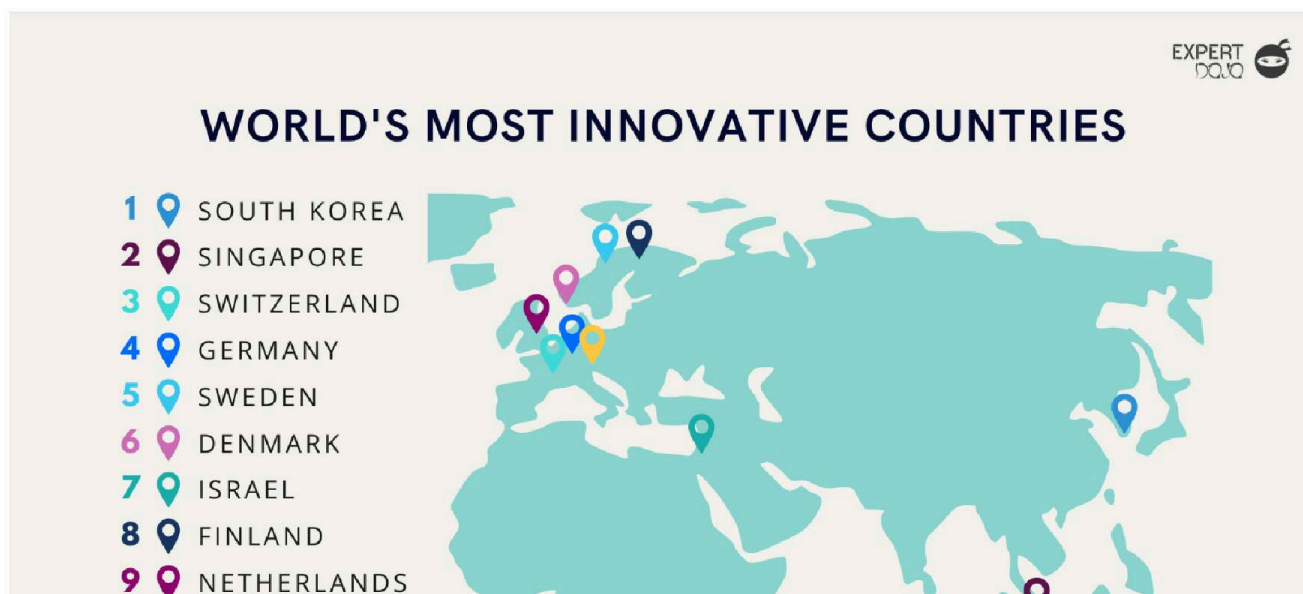 EXPERT
DOJO
WORLD'S MOST INNOVATIVE COUNTRIES
1 SOUTH KOREA
2 SINGAPORE
3 SWITZERLAND
4 GERMANY
5 SWEDEN
6 DENMARK
7 ISRAEL
8 FINLAND
9 NETHERLANDS